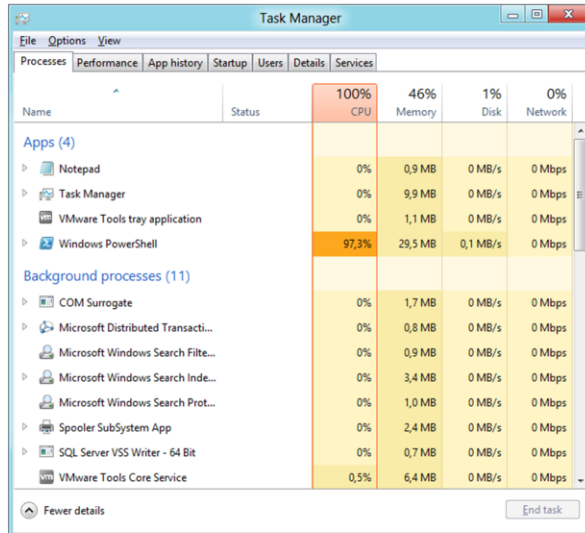 Task Manager
File Options View
Processes Performance App history Startup Users Details Services
100% 46% 1% 0%
Name Status CPU Memory Disk Network
Apps (4)
Notepad 0% 0,9 MB 0 MB/s 0 Mbps
Task Manager 0% 9,9 MB 0 MB/s 0 Mbps
VMware Tools tray application 0% 1,1 MB 0 MB/s 0 Mbps
Windows PowerShell 97,3% 29,5 MB 0,1 MB/s 0 Mbps
Background processes (11)
COM Surrogate 0% 1,7 MB 0 MB/s 0 Mbps
Microsoft Distributed Transacti... 0% 0,8 MB 0 MB/s 0 Mbps
Microsoft Windows Search Filte... 0% 0,9 MB 0 MB/s 0 Mbps
Microsoft Windows Search Inde... 0% 3,4 MB 0 MB/s 0 Mbps
Microsoft Windows Search Prot... 0% 1,0 MB 0 MB/s 0 Mbps
Spooler SubSystem App 0% 2,4 MB 0 MB/s 0 Mbps
SQL Server VSS Writer - 64 Bit 0% 0,7 MB 0 MB/s 0 Mbps
vm VMware Tools Core Service 0,5% 6,4 MB 0 MB/s 0 Mbps
Fewer details End task